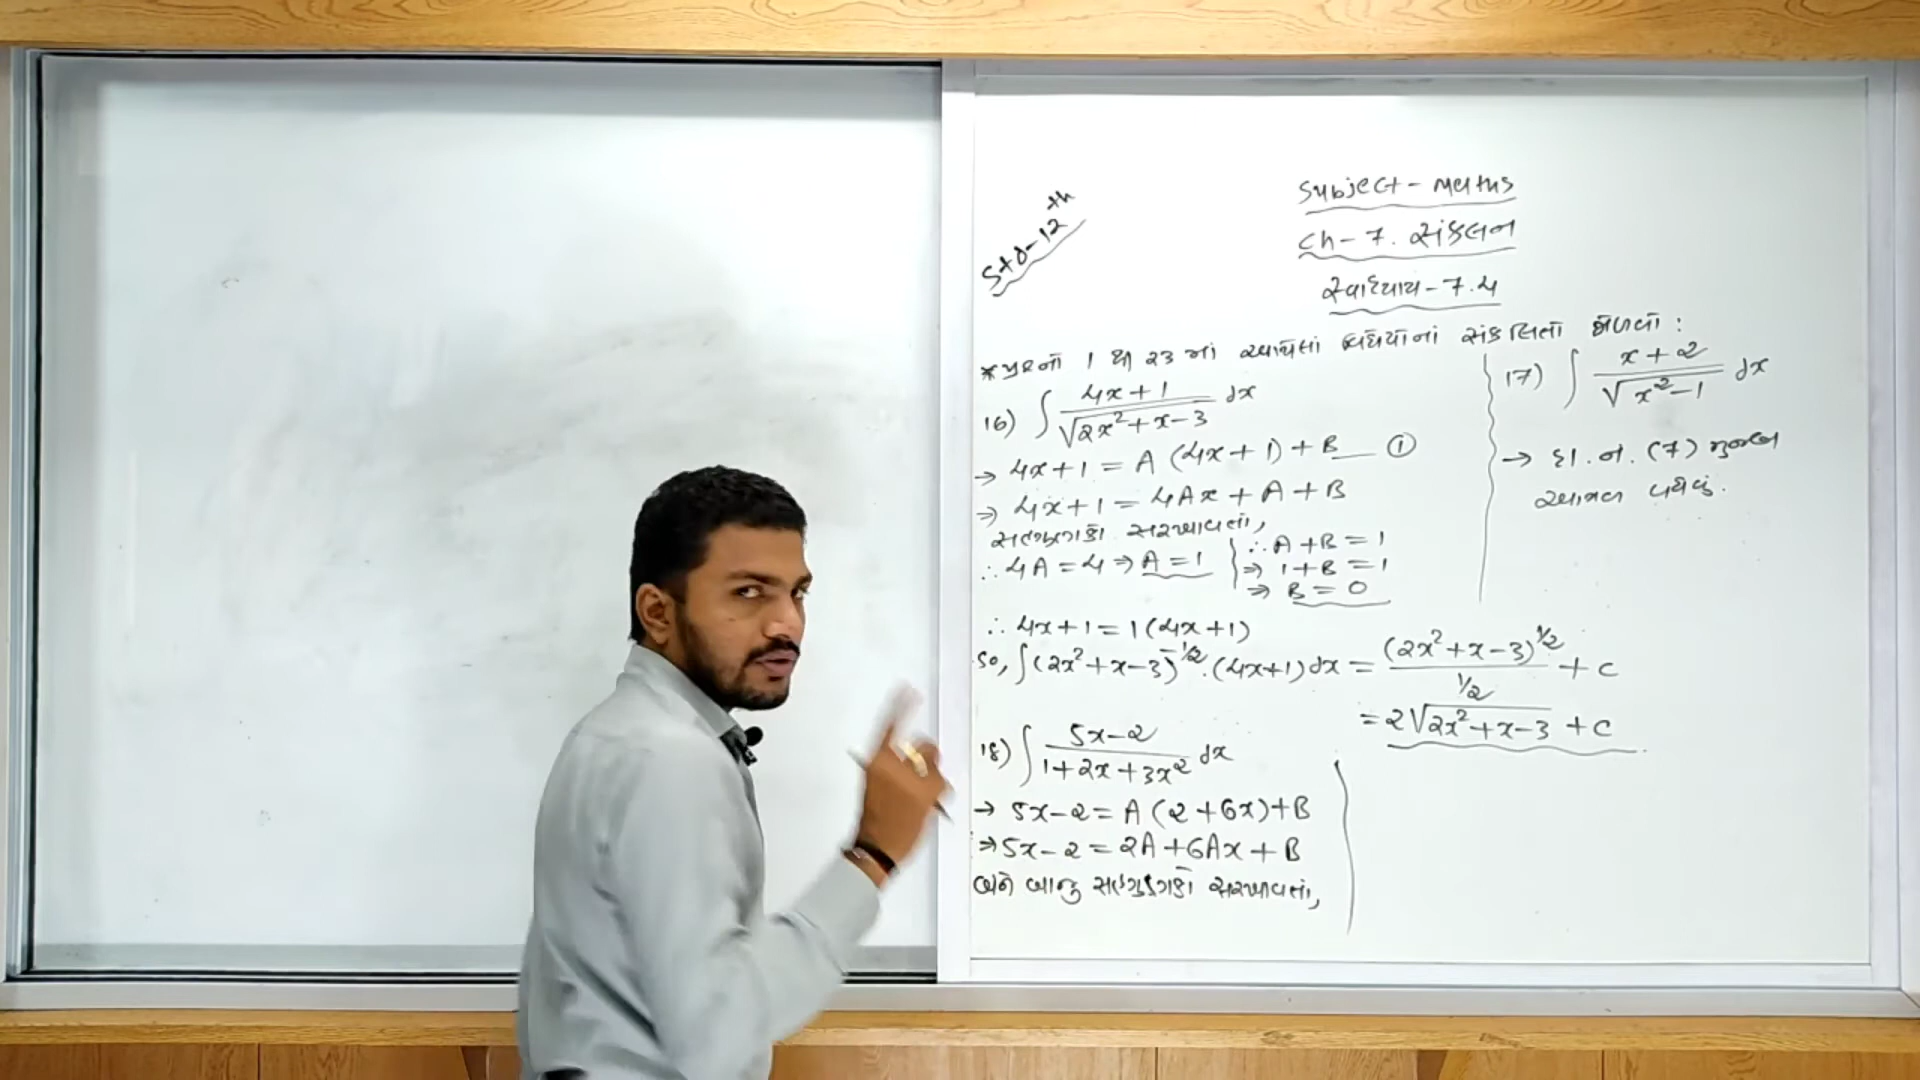 Std-12th
Subject - Maths
Ch-7. સંકલન
સ્વાધ્યાય - 7.4
* પ્રશ્નો 1 થી 23 માં આપેલાં વિધેયોનાં સંકલિતો મેળવો :
16) ∫ (4x+1)/√(2x²+x-3) dx
→ 4x+1 = A(4x+1)+B — ①
⇒ 4x+1 = 4Ax + A + B
સહગુણકો સરખાવતાં,
∴ 4A = 4 ⇒ A = 1
∴ A+B = 1
⇒ 1+B = 1
⇒ B = 0
∴ 4x+1 = 1(4x+1)
so, ∫(2x²+x-3)^(-1/2) · (4x+1) dx = (2x²+x-3)^(1/2) / (1/2) + c
= 2√(2x²+x-3) + c
17) ∫ (x+2)/√(x²-1) dx
→ દા.ન. (7) મુજબ
આગળ વધવું.
18) ∫ (5x-2)/(1+2x+3x²) dx
→ 5x-2 = A(2+6x)+B
⇒ 5x-2 = 2A+6Ax+B
બંને બાજુ સહગુણકો સરખાવતાં,